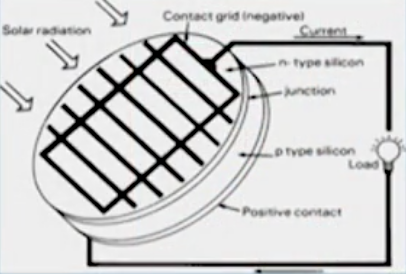 Contact grid (negative)
Solar radiation
Current
n- type silicon
junction
p type silicon
Load
Positive contact